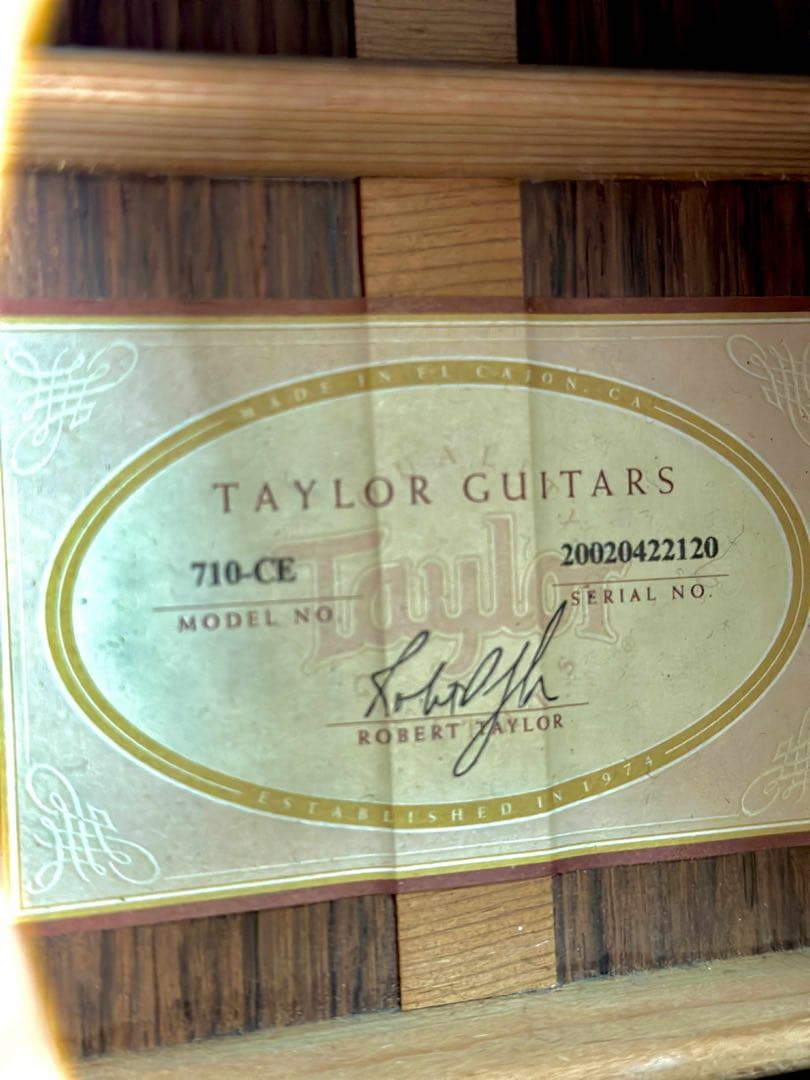 MADE IN EL CAJON, CA
TAYLOR GUITARS
710-CE
20020422120
MODEL NO.
SERIAL NO.
Taylor
ROBERT TAYLOR
ESTABLISHED IN 1974